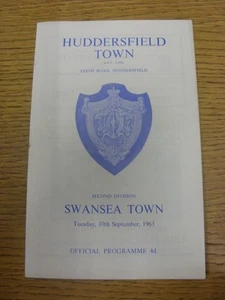 HUDDERSFIELD
TOWN
LEEDS ROAD, HUDDERSFIELD
SECOND DIVISION
SWANSEA TOWN
Tuesday, 10th September, 1963
OFFICIAL PROGRAMME 4d.